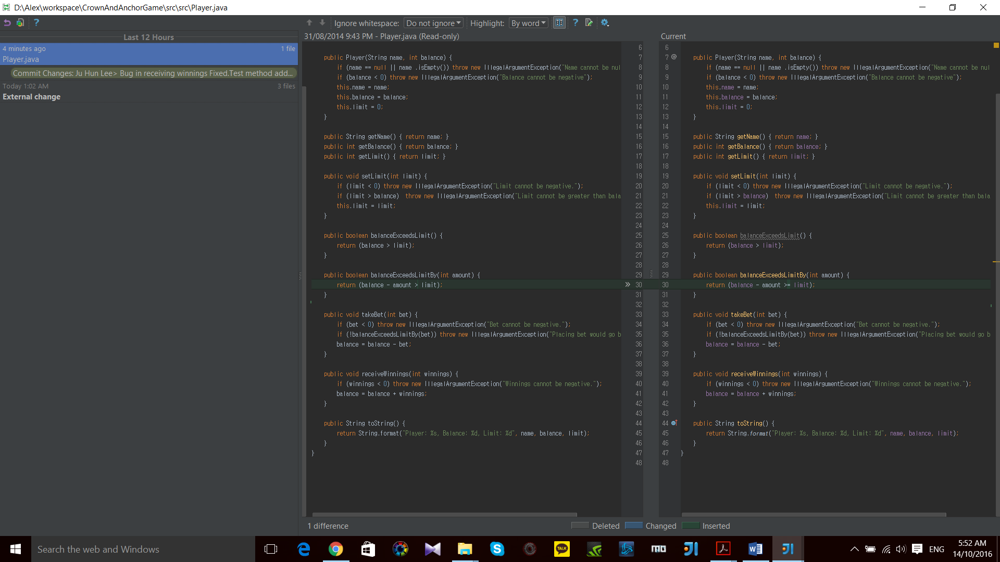 D:\Alex\workspace\CrownAndAnchorGame\src\src\Player.java
Ignore whitespace: Do not ignore Highlight: By word
Last 12 Hours
4 minutes ago 1 file
Player.java
Commit Changes: Ju Hun Lee> Bug in receiving winnings Fixed.Test method add...
Today 1:02 AM 3 files
External change
31/08/2014 9:43 PM - Player.java (Read-only)
6
public Player(String name, int balance) { 7
if (name == null || name .isEmpty()) throw new IllegalArgumentException("Name cannot be nul 8
if (balance < 0) throw new IllegalArgumentException("Balance cannot be negative"); 9
this.name = name; 10
this.balance = balance; 11
this.limit = 0; 12
} 13
14
public String getName() { return name; } 15
public int getBalance() { return balance; } 16
public int getLimit() { return limit; } 17
18
public void setLimit(int limit) { 19
if (limit < 0) throw new IllegalArgumentException("Limit cannot be negative."); 20
if (limit > balance)  throw new IllegalArgumentException("Limit cannot be greater than bala 21
this.limit = limit; 22
} 23
24
public boolean balanceExceedsLimit() { 25
return (balance > limit); 26
} 27
28
public boolean balanceExceedsLimitBy(int amount) { 29
return (balance - amount > limit); » 30
} 31
32
public void takeBet(int bet) { 33
if (bet < 0) throw new IllegalArgumentException("Bet cannot be negative."); 34
if (!balanceExceedsLimitBy(bet)) throw new IllegalArgumentException("Placing bet would go b 35
balance = balance - bet; 36
} 37
38
public void receiveWinnings(int winnings) { 39
if (winnings < 0) throw new IllegalArgumentException("Winnings cannot be negative."); 40
balance = balance + winnings; 41
} 42
43
public String toString() { 44
return String.format("Player: %s, Balance: %d, Limit: %d", name, balance, limit); 45
} 46
} 47
48
Current
6
7 @ public Player(String name, int balance) {
8 if (name == null || name .isEmpty()) throw new IllegalArgumentException("Name cannot be nul
9 if (balance < 0) throw new IllegalArgumentException("Balance cannot be negative");
10 this.name = name;
11 this.balance = balance;
12 this.limit = 0;
13 }
14
15 public String getName() { return name; }
16 public int getBalance() { return balance; }
17 public int getLimit() { return limit; }
18
19 public void setLimit(int limit) {
20 if (limit < 0) throw new IllegalArgumentException("Limit cannot be negative.");
21 if (limit > balance)  throw new IllegalArgumentException("Limit cannot be greater than bala
22 this.limit = limit;
23 }
24
25 public boolean balanceExceedsLimit() {
26 return (balance > limit);
27 }
28
29 public boolean balanceExceedsLimitBy(int amount) {
30 return (balance - amount >= limit);
31 }
32
33 public void takeBet(int bet) {
34 if (bet < 0) throw new IllegalArgumentException("Bet cannot be negative.");
35 if (!balanceExceedsLimitBy(bet)) throw new IllegalArgumentException("Placing bet would go b
36 balance = balance - bet;
37 }
38
39 public void receiveWinnings(int winnings) {
40 if (winnings < 0) throw new IllegalArgumentException("Winnings cannot be negative.");
41 balance = balance + winnings;
42 }
43
44 public String toString() {
45 return String.format("Player: %s, Balance: %d, Limit: %d", name, balance, limit);
46 }
47 }
48
1 difference Deleted Changed Inserted
Search the web and Windows
TALK
ENG
5:52 AM
14/10/2016